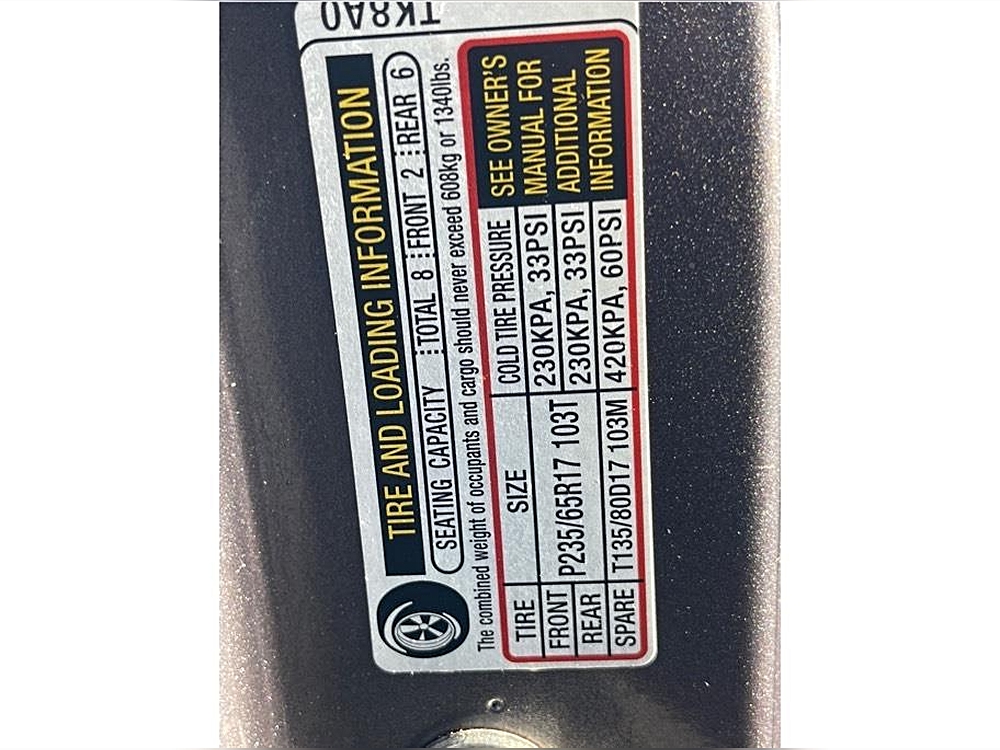 TK8A0
TIRE AND LOADING INFORMATION
SEATING CAPACITY TOTAL 8 FRONT 2 REAR 6
The combined weight of occupants and cargo should never exceed 608kg or 1340lbs.
TIRE SIZE COLD TIRE PRESSURE
FRONT P235/65R17 103T 230KPA, 33PSI
REAR 230KPA, 33PSI
SPARE T135/80D17 103M 420KPA, 60PSI
SEE OWNER'S
MANUAL FOR
ADDITIONAL
INFORMATION